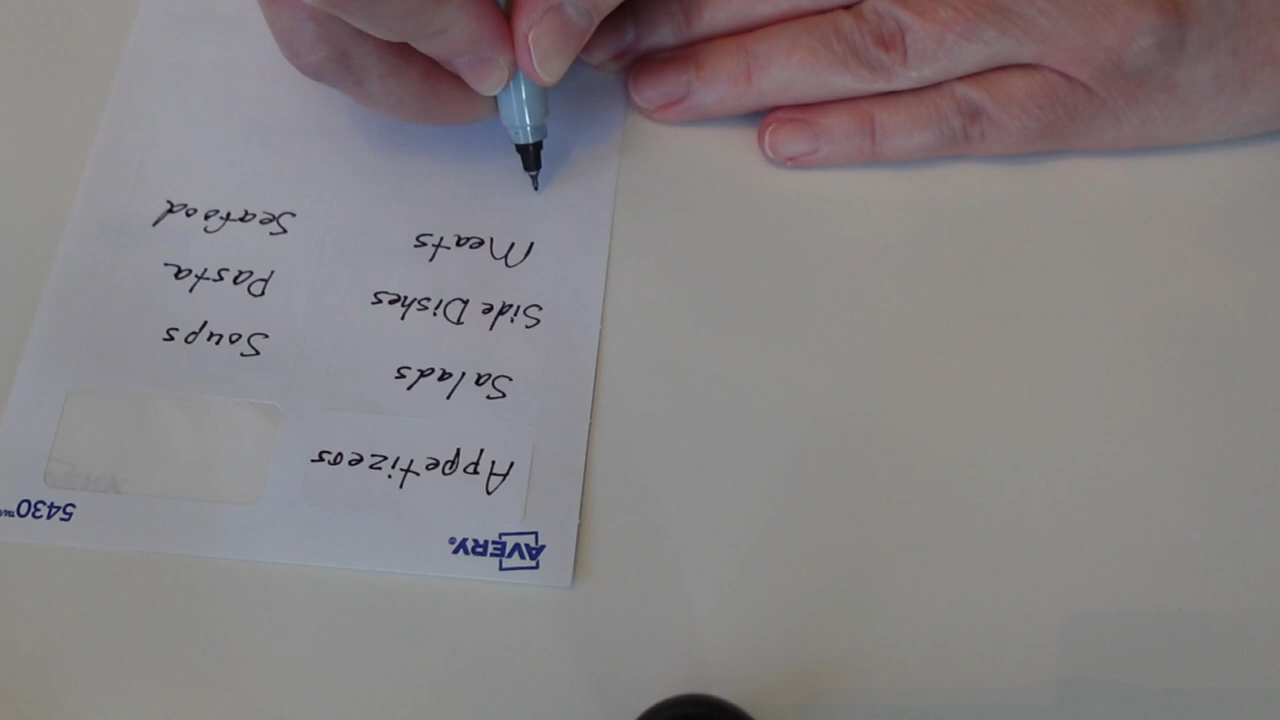 AVERY 5430
Appetizers
Salads Soups
Side Dishes Pasta
Meats Seafood